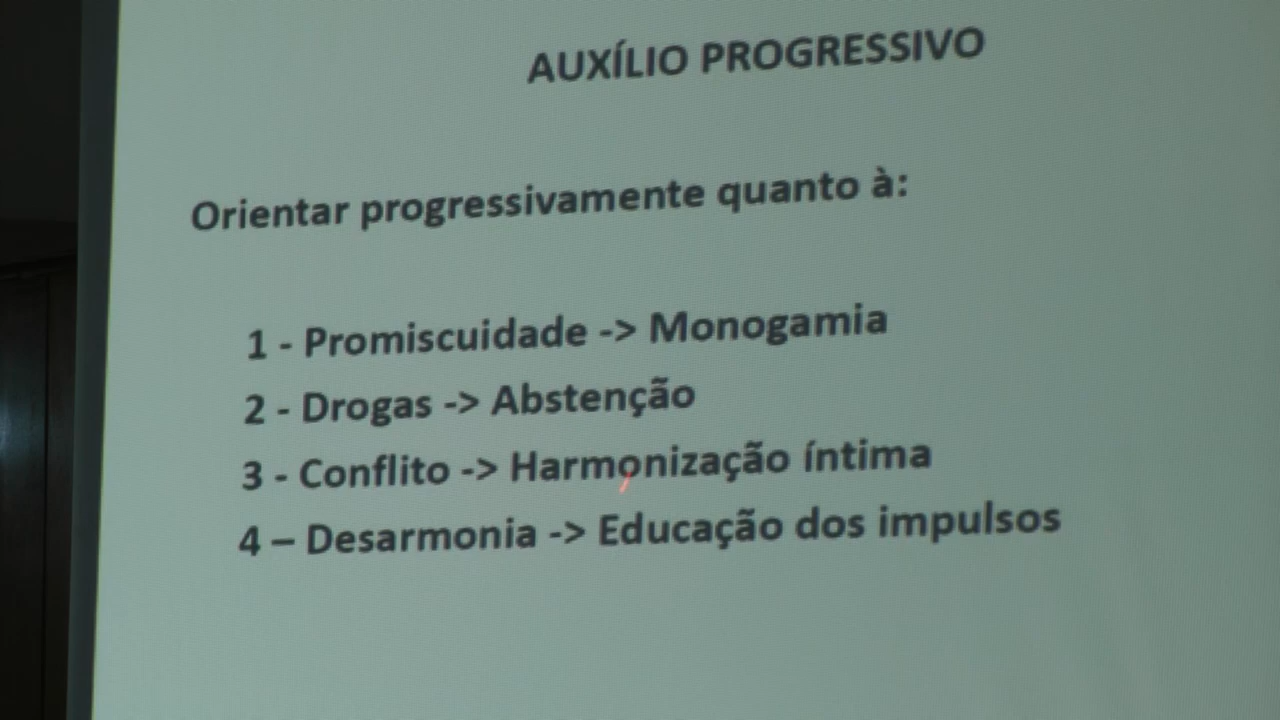 AUXÍLIO PROGRESSIVO
Orientar progressivamente quanto à:
1 - Promiscuidade -> Monogamia
2 - Drogas -> Abstenção
3 - Conflito -> Harmonização íntima
4 – Desarmonia -> Educação dos impulsos